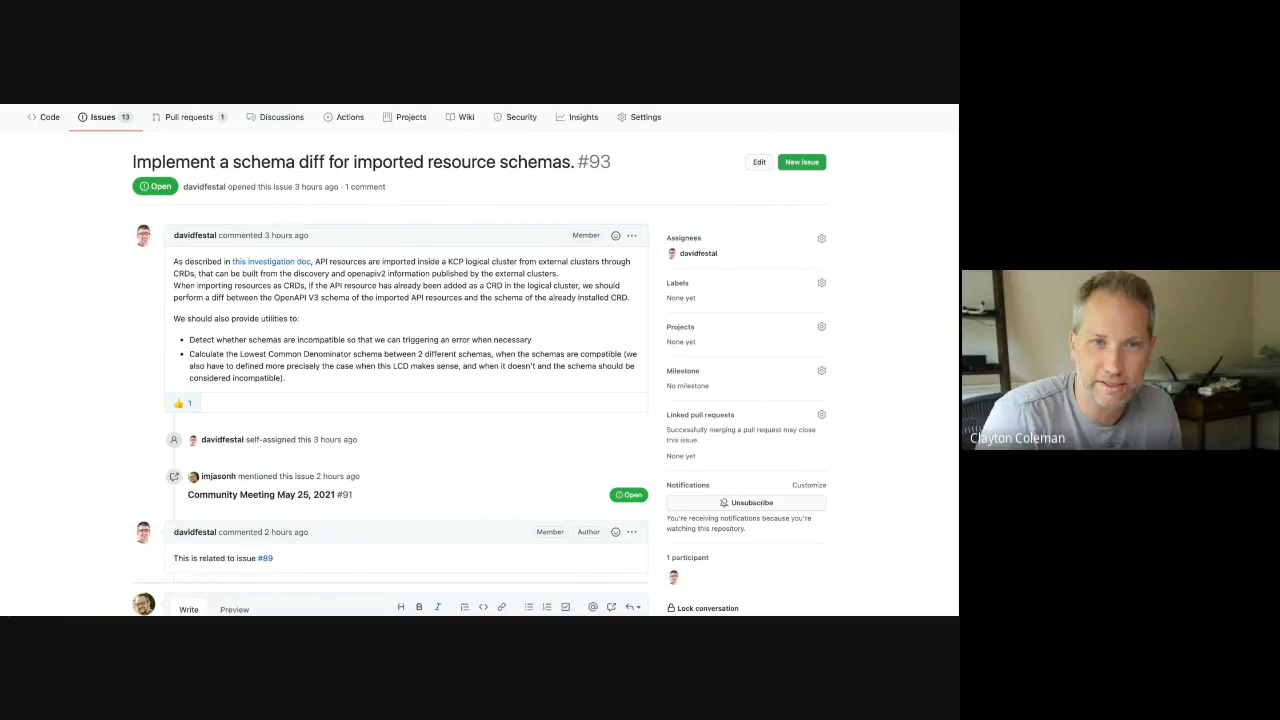 Code Issues 13 Pull requests 1 Discussions Actions Projects Wiki Security Insights Settings
Implement a schema diff for imported resource schemas. #93
Edit New issue
Open davidfestal opened this issue 3 hours ago · 1 comment
davidfestal commented 3 hours ago Member
As described in this investigation doc, API resources are imported inside a KCP logical cluster from external clusters through
CRDs, that can be built from the discovery and openapiv2 information published by the external clusters.
When importing resources as CRDs, if the API resource has already been added as a CRD in the logical cluster, we should
perform a diff between the OpenAPI V3 schema of the imported API resources and the schema of the already installed CRD.
We should also provide utilities to:
• Detect whether schemas are incompatible so that we can triggering an error when necessary
• Calculate the Lowest Common Denominator schema between 2 different schemas, when the schemas are compatible (we
also have to defined more precisely the case when this LCD makes sense, and when it doesn't and the schema should be
considered incompatible).
👍 1
davidfestal self-assigned this 3 hours ago
imjasonh mentioned this issue 2 hours ago
Community Meeting May 25, 2021 #91
Open
davidfestal commented 2 hours ago Member Author
This is related to issue #89
Write Preview
H B I @
Assignees
davidfestal
Labels
None yet
Projects
None yet
Milestone
No milestone
Linked pull requests
Successfully merging a pull request may close
this issue.
None yet
Notifications Customize
Unsubscribe
You're receiving notifications because you're
watching this repository.
1 participant
Lock conversation
Clayton Coleman